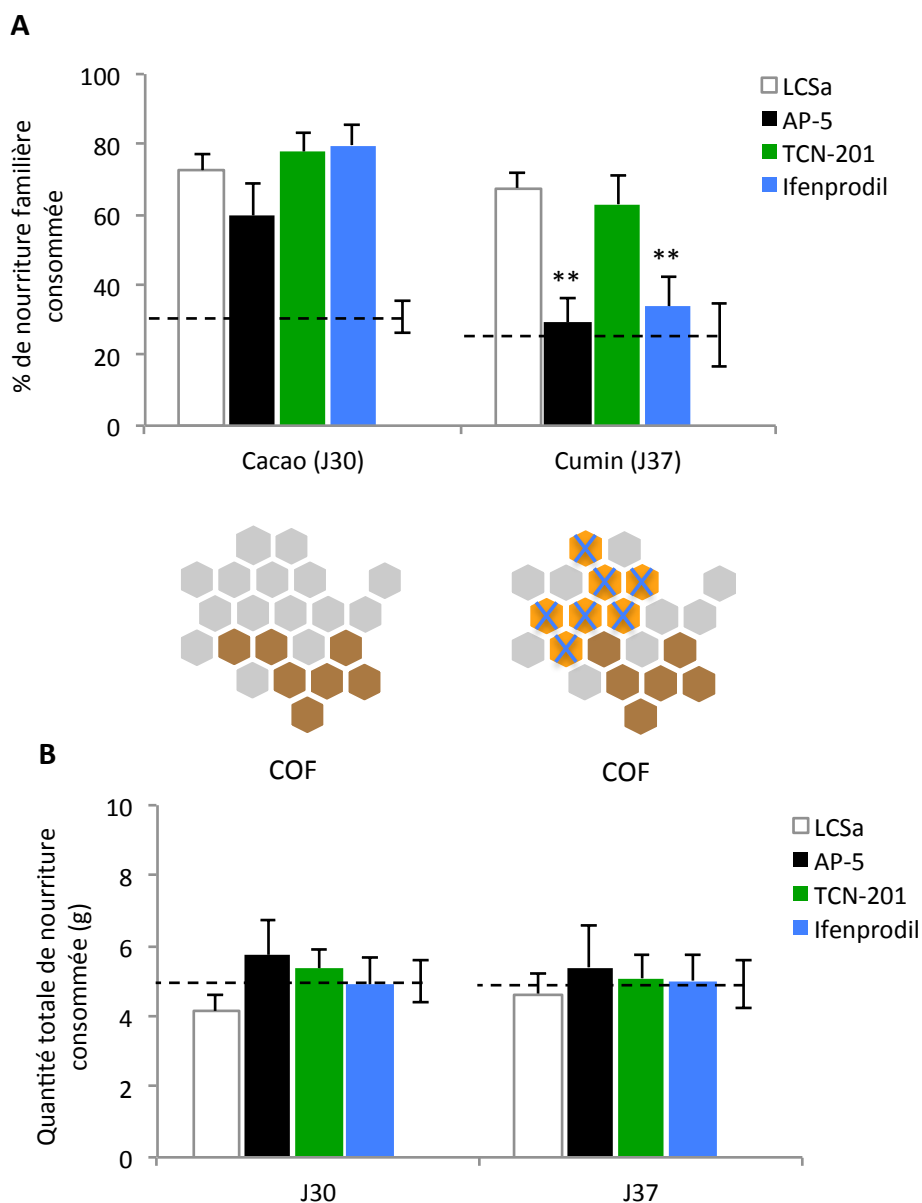 A
% de nourriture familière
consommée
100
80
60
40
20
0
LCSa
AP-5
TCN-201
Ifenprodil
**
**
Cacao (J30)
Cumin (J37)
COF
COF
B
Quantité totale de nourriture
consommée (g)
10
8
6
4
2
0
LCSa
AP-5
TCN-201
Ifenprodil
J30
J37